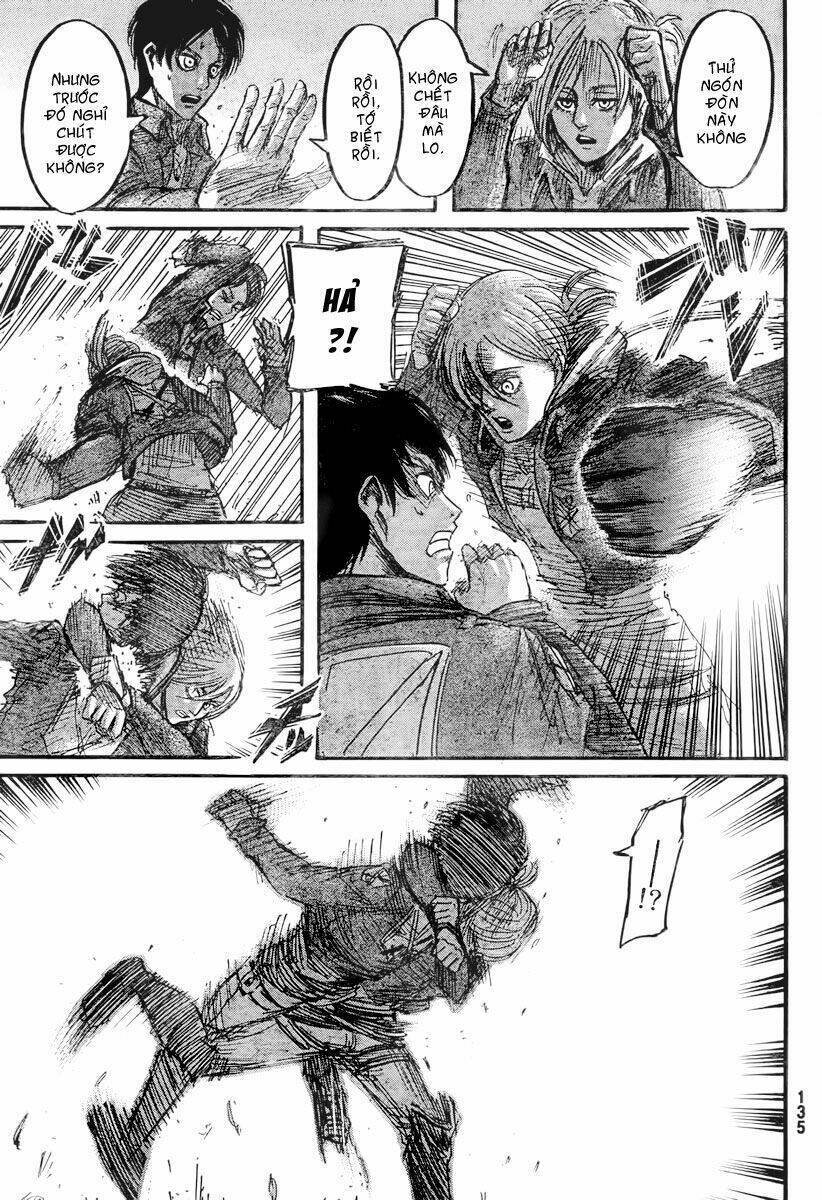 THỬ
NGÓN
ĐÒN
NÀY
KHÔNG
KHÔNG
CHẾT
ĐÂU
MÀ
LO.
RỒI
RỒI,
TỚ
BIẾT
RỒI.
NHƯNG
TRƯỚC
ĐÓ NGHỈ
CHÚT
ĐƯỢC
KHÔNG?
HẢ
?!
!?
135